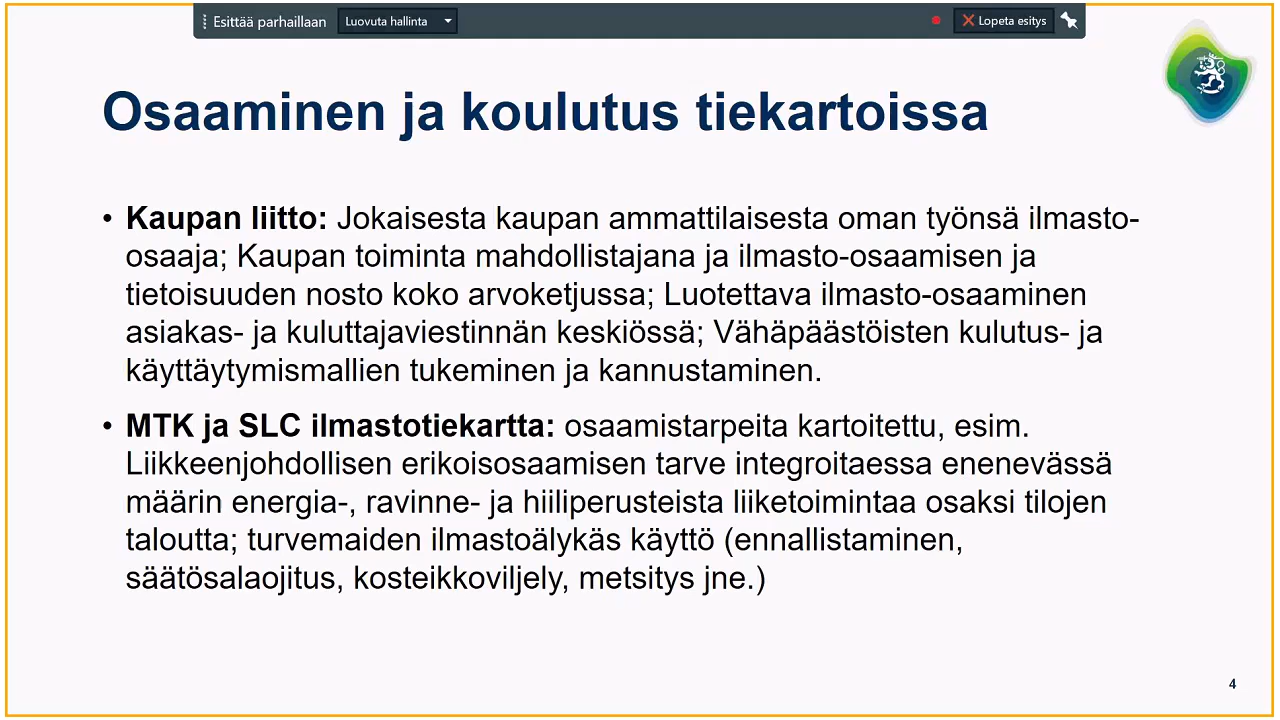 Esittää parhaillaan
Luovuta hallinta
Lopeta esitys
Osaaminen ja koulutus tiekartoissa
• Kaupan liitto: Jokaisesta kaupan ammattilaisesta oman työnsä ilmasto-
osaaja; Kaupan toiminta mahdollistajana ja ilmasto-osaamisen ja
tietoisuuden nosto koko arvoketjussa; Luotettava ilmasto-osaaminen
asiakas- ja kuluttajaviestinnän keskiössä; Vähäpäästöisten kulutus- ja
käyttäytymismallien tukeminen ja kannustaminen.
• MTK ja SLC ilmastotiekartta: osaamistarpeita kartoitettu, esim.
Liikkeenjohdollisen erikoisosaamisen tarve integroitaessa enenevässä
määrin energia-, ravinne- ja hiiliperusteista liiketoimintaa osaksi tilojen
taloutta; turvemaiden ilmastoälykäs käyttö (ennallistaminen,
säätösalaojitus, kosteikkoviljely, metsitys jne.)
4